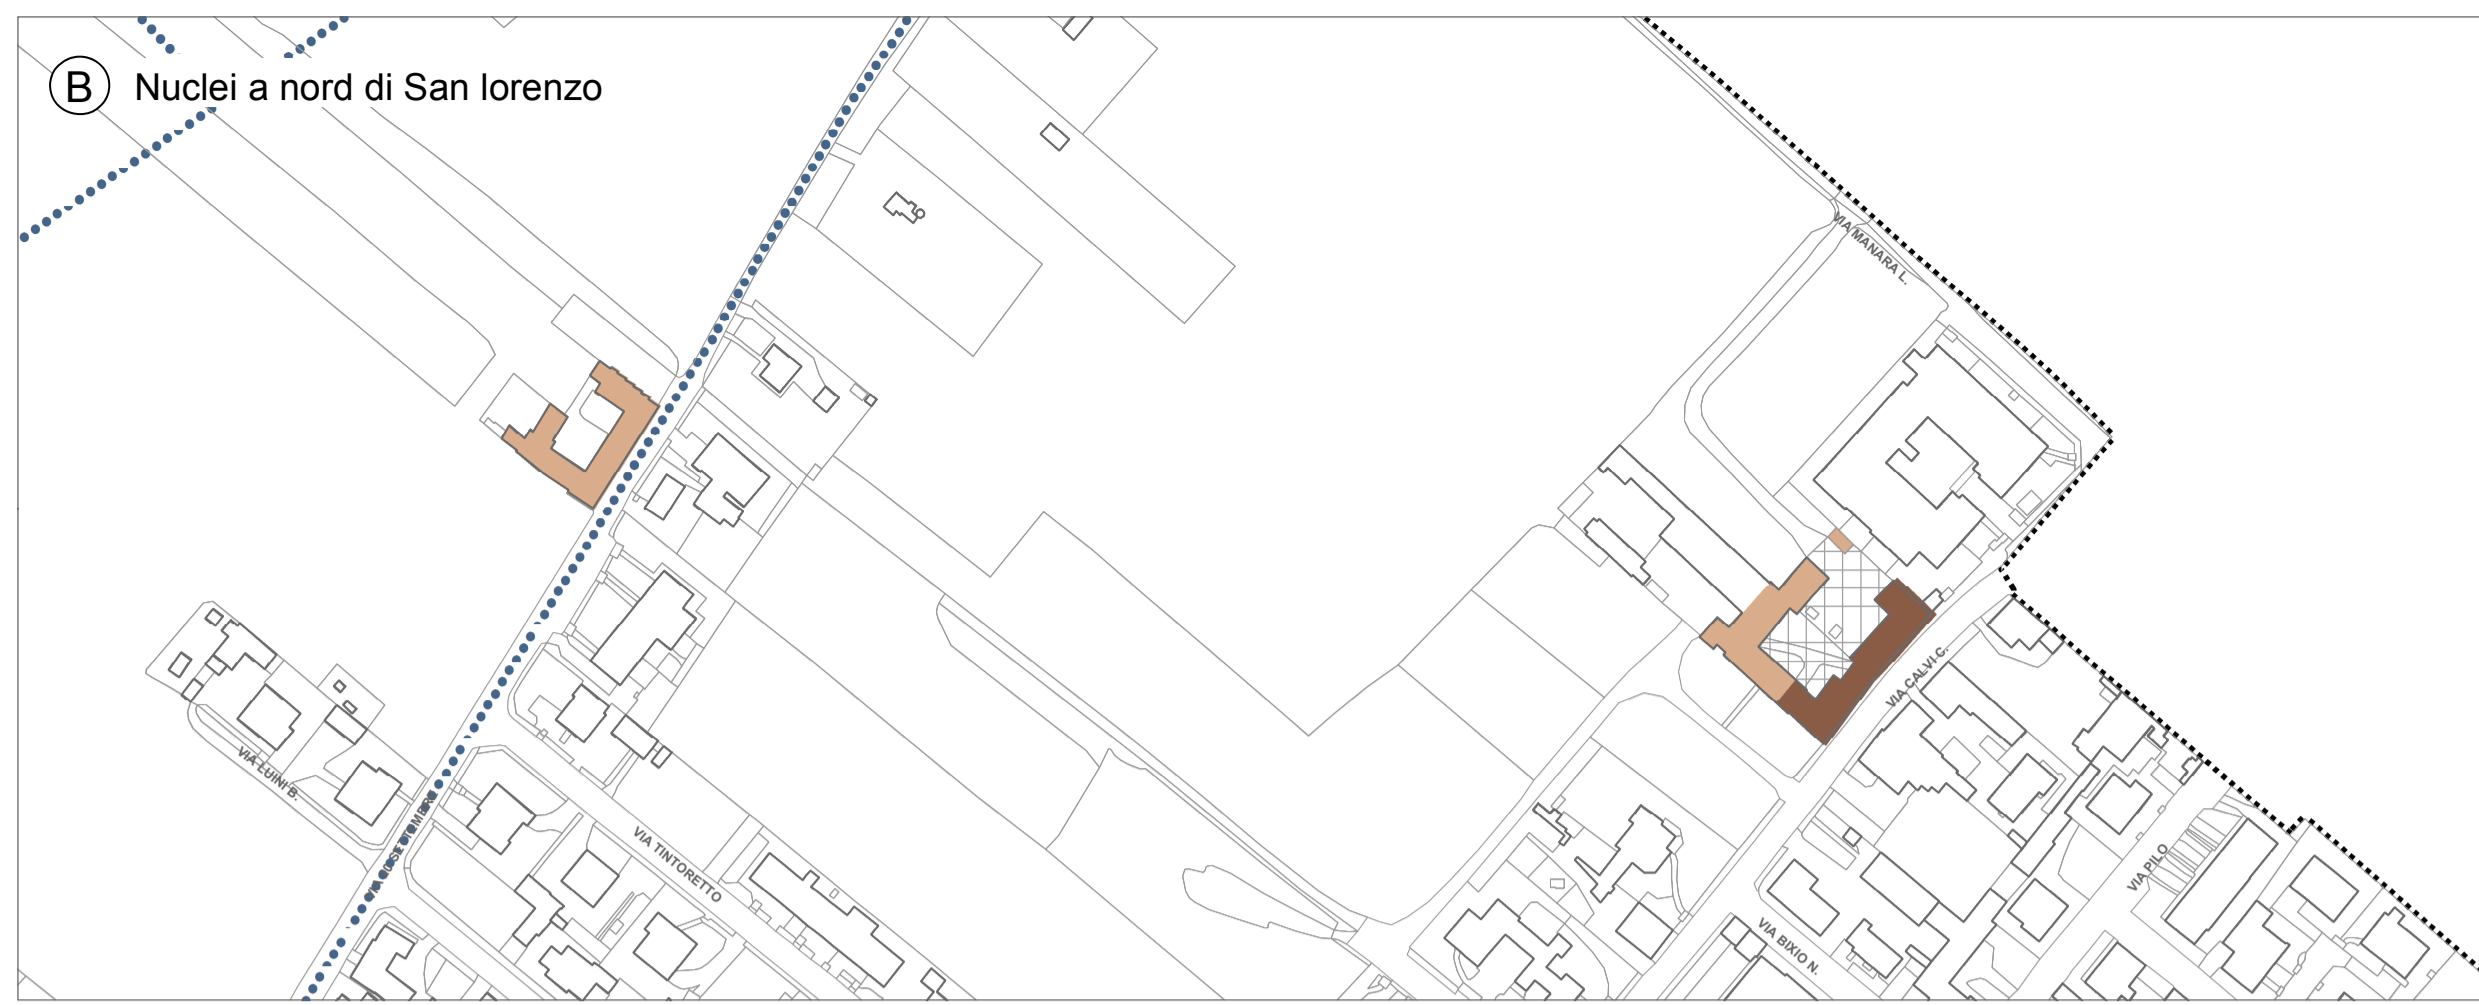 B Nuclei a nord di San lorenzo
VIA MANARA L.
VIA CALVI C.
VIA LUINI B.
VIA TINTORETTO
VIA PILO
VIA BIXIO N.